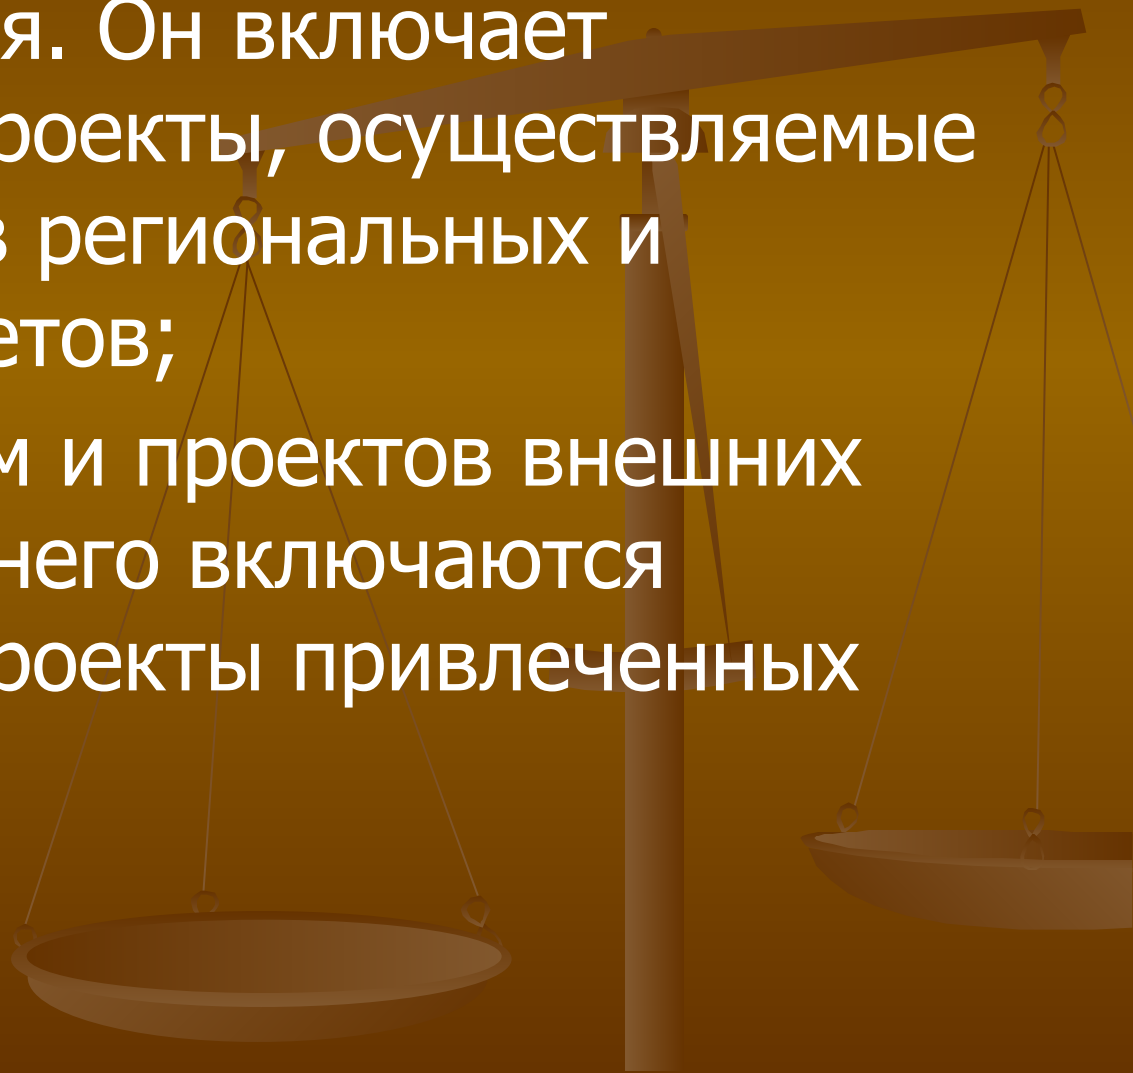 я. Он включает
роекты, осуществляемые
в региональных и
етов;
м и проектов внешних
него включаются
роекты привлеченных